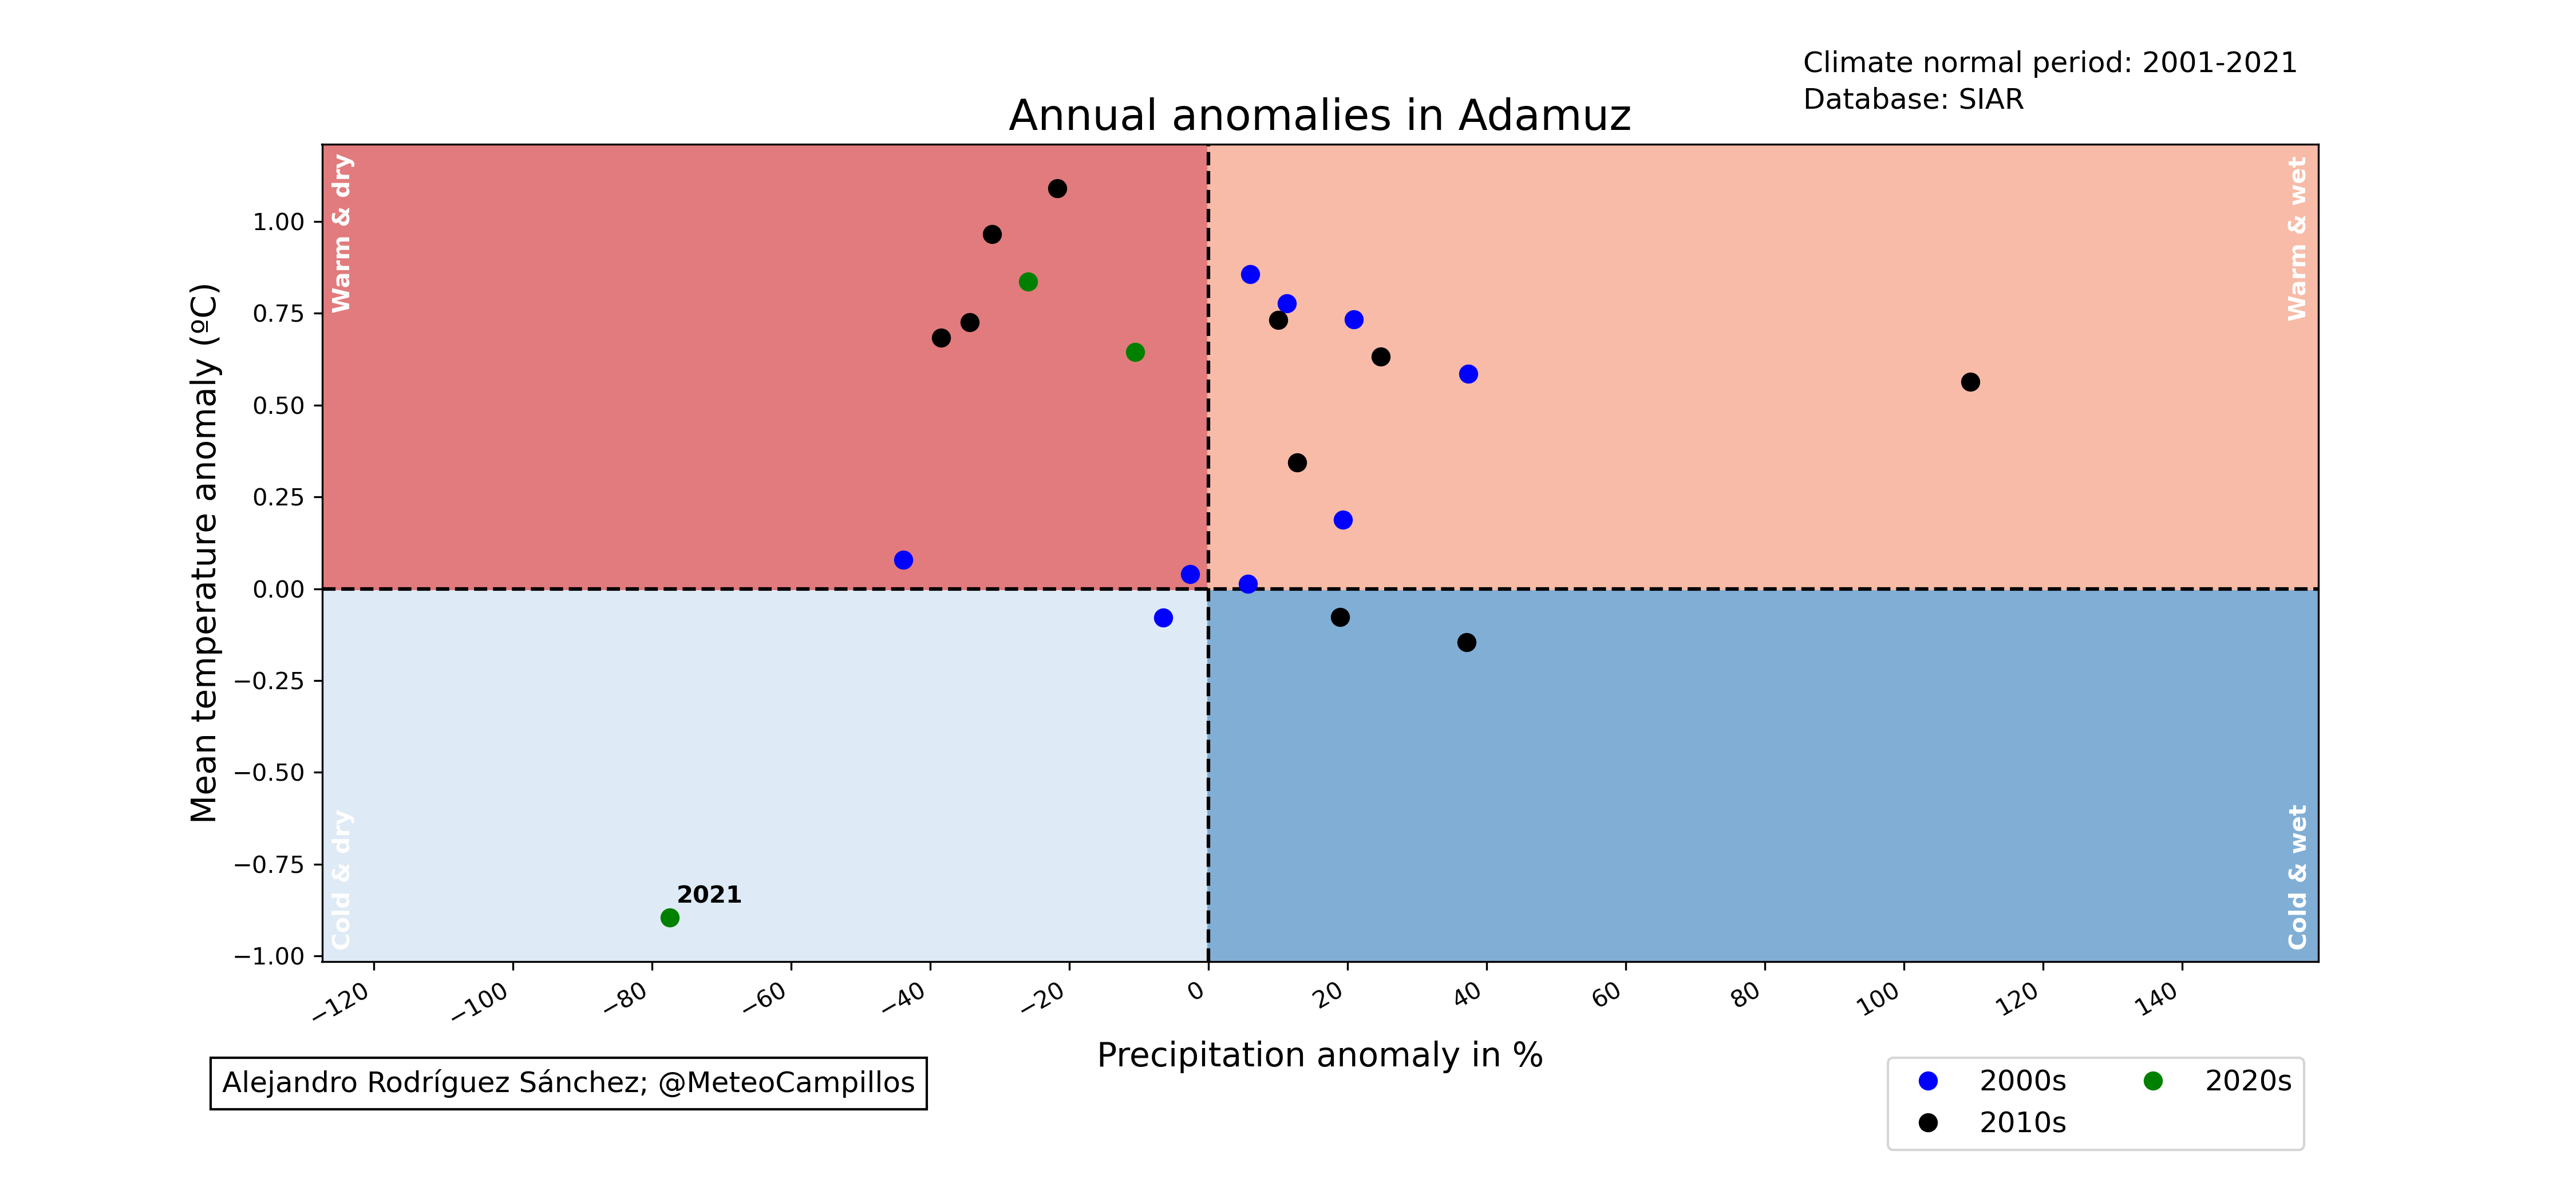 Climate normal period: 2001-2021
Database: SIAR
Annual anomalies in Adamuz
Warm & dry
Warm & wet
Mean temperature anomaly (ºC)
1.00
0.75
0.50
0.25
0.00
−0.25
−0.50
−0.75
−1.00
2021
Cold & dry
Cold & wet
−120
−100
−80
−60
−40
−20
0
20
40
60
80
100
120
140
Precipitation anomaly in %
Alejandro Rodríguez Sánchez; @MeteoCampillos
2000s
2010s
2020s